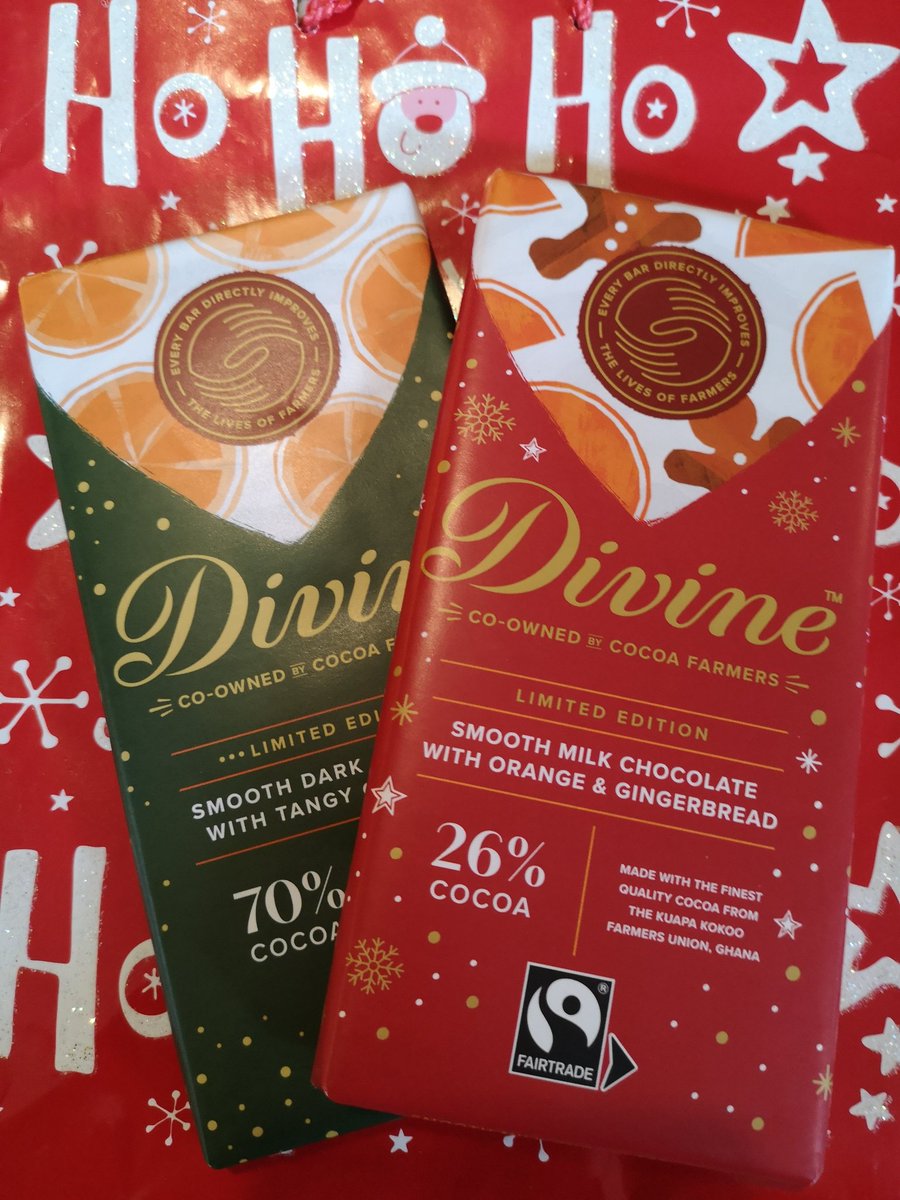 Ho Ho Ho
EVERY BAR DIRECTLY IMPROVES
THE LIVES OF FARMERS
Divin
CO-OWNED BY COCOA F
LIMITED EDI
SMOOTH DARK
WITH TANGY
70%
COCOA
EVERY BAR DIRECTLY IMPROVES
THE LIVES OF FARMERS
Divine™
CO-OWNED BY COCOA FARMERS
LIMITED EDITION
SMOOTH MILK CHOCOLATE
WITH ORANGE & GINGERBREAD
26%
COCOA
MADE WITH THE FINEST
QUALITY COCOA FROM
THE KUAPA KOKOO
FARMERS UNION, GHANA
®
FAIRTRADE
Ho